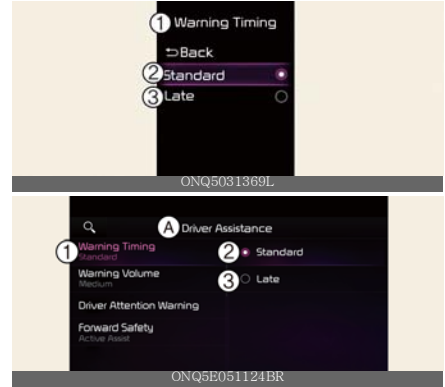 ① Warning Timing
⮌Back
② Standard
③ Late
ONQ5031369L
Ⓐ Driver Assistance
① Warning Timing
Standard
② Standard
Warning Volume
Medium
③ Late
Driver Attention Warning
Forward Safety
Active Assist
ONQ5E051124BR